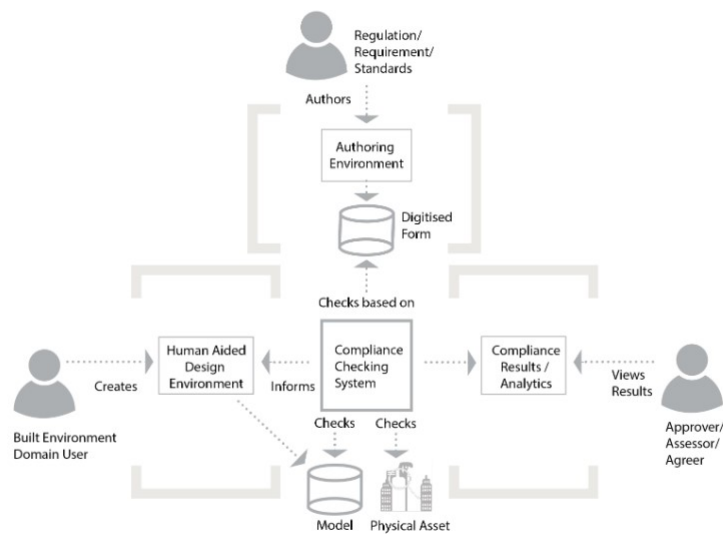 Regulation/
Requirement/
Standards
Authors
Authoring
Environment
Digitised
Form
Checks based on
Human Aided
Design
Environment
Compliance
Checking
System
Compliance
Results /
Analytics
Creates
Informs
Views
Results
Built Environment
Domain User
Checks
Checks
Approver/
Assessor/
Agreer
Model
Physical Asset